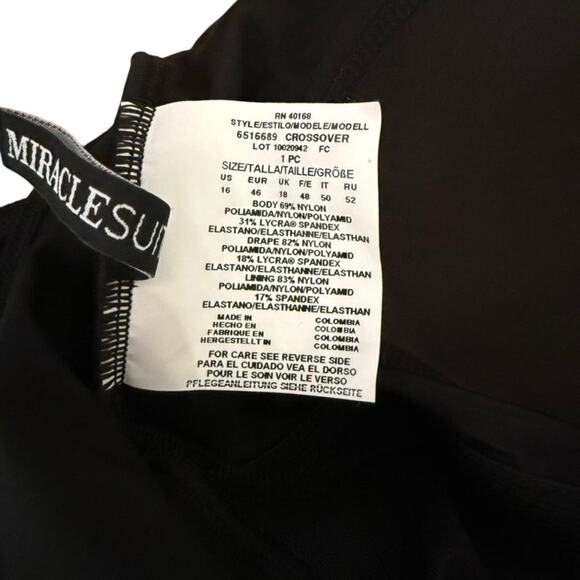 MIRACLESUI
RN 40168
STYLE/ESTILO/MODELE/MODELL
6516689 CROSSOVER
LOT 10020942 FC
1 PC
SIZE/TALLA/TAILLE/GRÖßE
US EUR UK F/E IT RU
16 46 18 48 50 52
BODY 69% NYLON
POLIAMIDA/NYLON/POLYAMID
31% LYCRA® SPANDEX
ELASTANO/ELASTHANNE/ELASTHAN
DRAPE 82% NYLON
POLIAMIDA/NYLON/POLYAMID
18% LYCRA® SPANDEX
ELASTANO/ELASTHANNE/ELASTHAN
LINING 83% NYLON
POLIAMIDA/NYLON/POLYAMID
17% SPANDEX
ELASTANO/ELASTHANNE/ELASTHAN
MADE IN COLOMBIA
HECHO EN COLOMBIA
FABRIQUE EN COLOMBIA
HERGESTELLT IN COLOMBIA
FOR CARE SEE REVERSE SIDE
PARA EL CUIDADO VEA EL DORSO
POUR LE SOIN VOIR LE VERSO
PFLEGEANLEITUNG SIEHE RÜCKSEITE